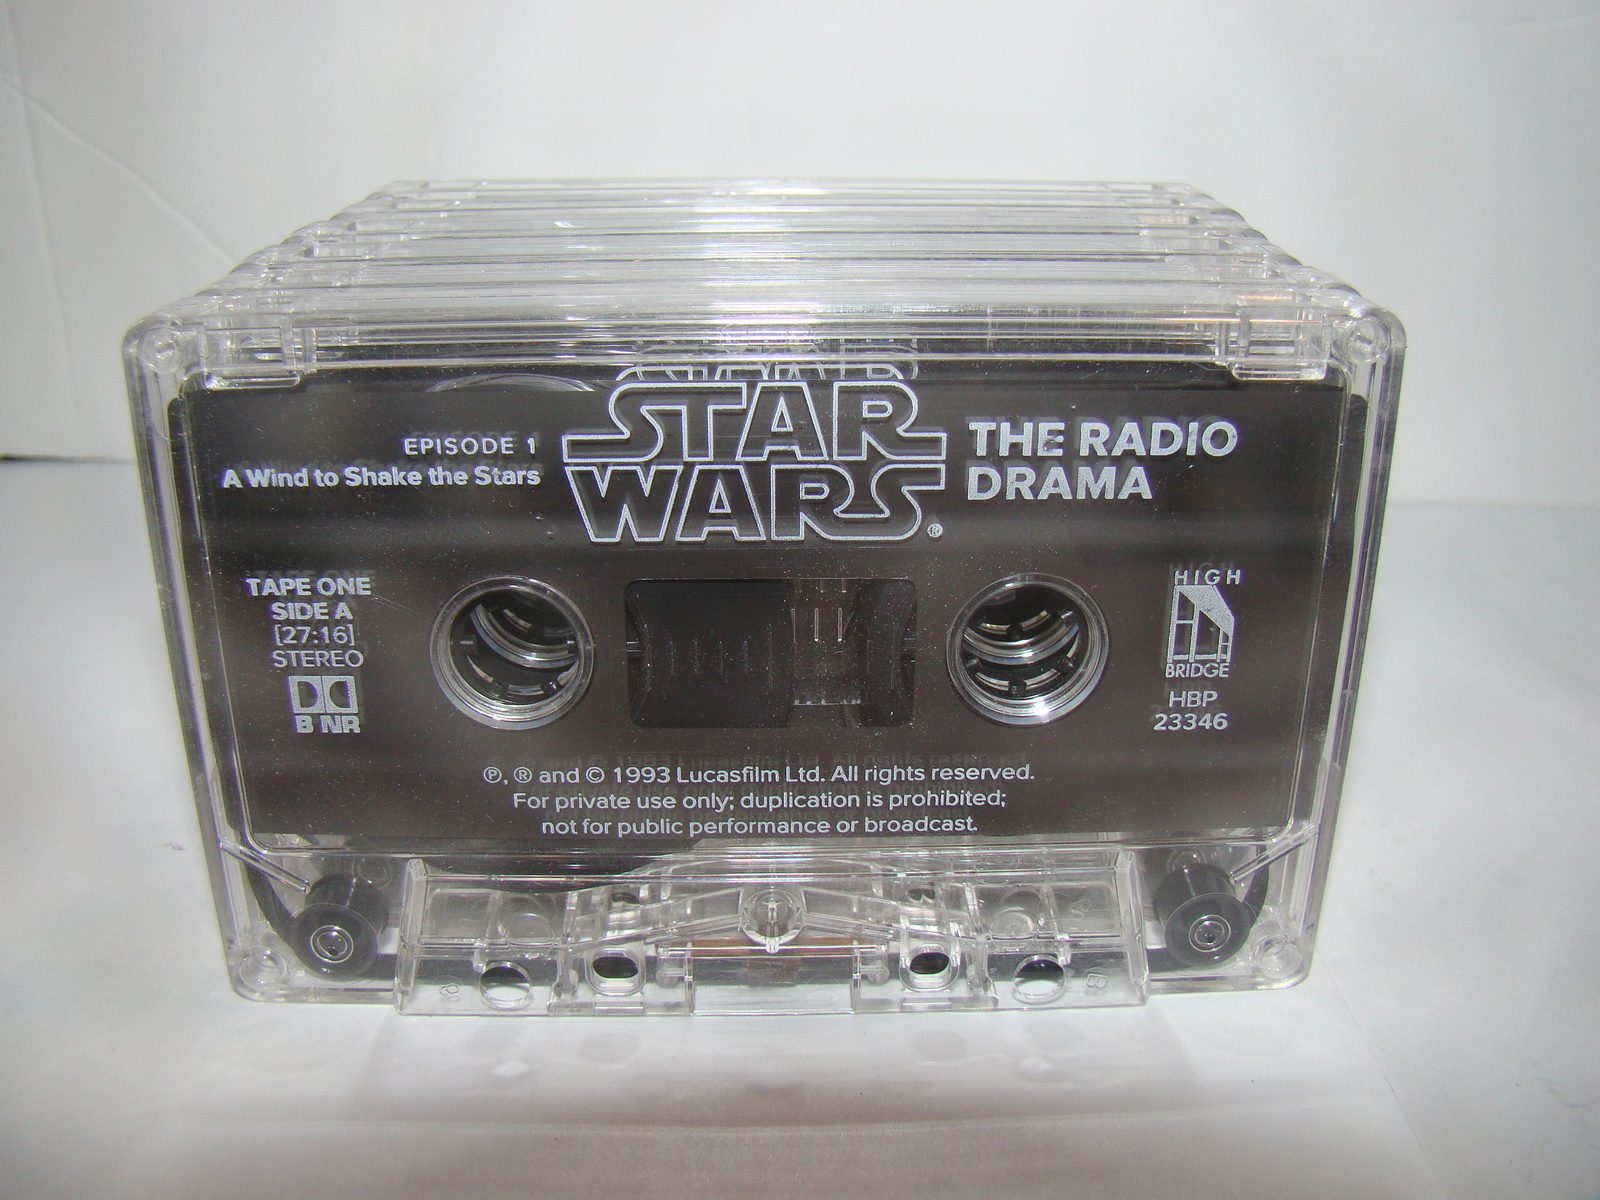 STAR
WARS®
THE RADIO
DRAMA
EPISODE 1
A Wind to Shake the Stars
TAPE ONE
SIDE A
[27:16]
STEREO
B NR
HIGH
BRIDGE
HBP
23346
℗, ® and © 1993 Lucasfilm Ltd. All rights reserved.
For private use only; duplication is prohibited;
not for public performance or broadcast.